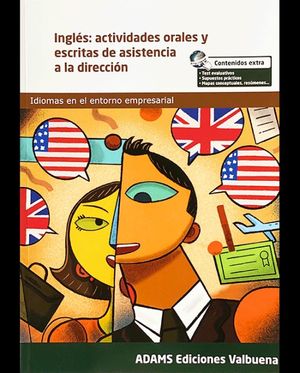 Inglés: actividades orales y
escritas de asistencia
a la dirección
Contenidos extra
• Test evaluativos
• Supuestos prácticos
• Mapas conceptuales, resúmenes...
Idiomas en el entorno empresarial
ADAMS Ediciones Valbuena